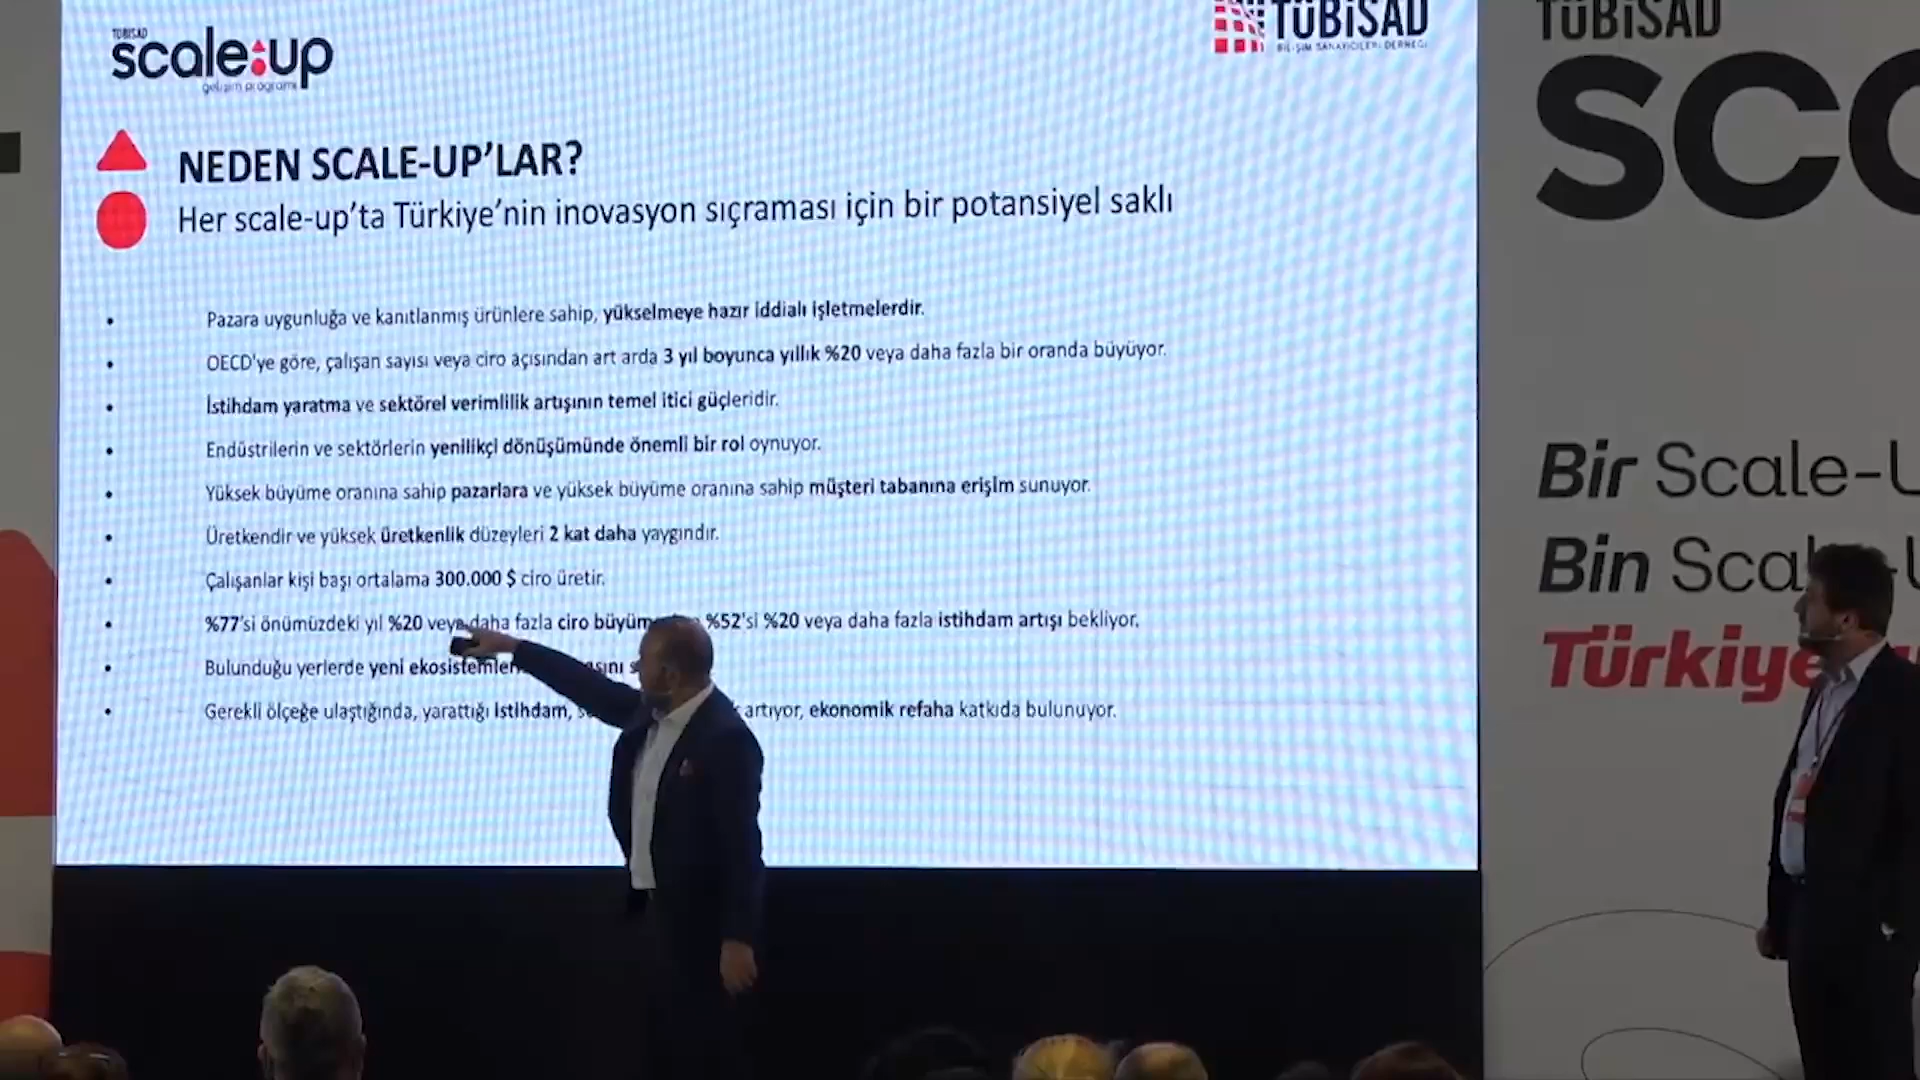 TÜBİSAD
scale:up
gelişim programı
TÜBİSAD
BİLİŞİM SANAYİCİLERİ DERNEĞİ
NEDEN SCALE-UP’LAR?
Her scale-up’ta Türkiye’nin inovasyon sıçraması için bir potansiyel saklı
• Pazara uygunluğa ve kanıtlanmış ürünlere sahip, yükselmeye hazır iddialı işletmelerdir.
• OECD'ye göre, çalışan sayısı veya ciro açısından art arda 3 yıl boyunca yıllık %20 veya daha fazla bir oranda büyüyor.
• İstihdam yaratma ve sektörel verimlilik artışının temel itici güçleridir.
• Endüstrilerin ve sektörlerin yenilikçi dönüşümünde önemli bir rol oynuyor.
• Yüksek büyüme oranına sahip pazarlara ve yüksek büyüme oranına sahip müşteri tabanına erişim sunuyor.
• Üretkendir ve yüksek üretkenlik düzeyleri 2 kat daha yaygındır.
• Çalışanlar kişi başı ortalama 300.000 $ ciro üretir.
• %77'si önümüzdeki yıl %20 veya daha fazla ciro büyüm %52'si %20 veya daha fazla istihdam artışı bekliyor.
• Bulunduğu yerlerde yeni ekosistemler
• Gerekli ölçeğe ulaştığında, yarattığı istihdam, artıyor, ekonomik refaha katkıda bulunuyor.
TÜBİSAD
sc
Bir Scale-U
Bin Scal
Türkiye